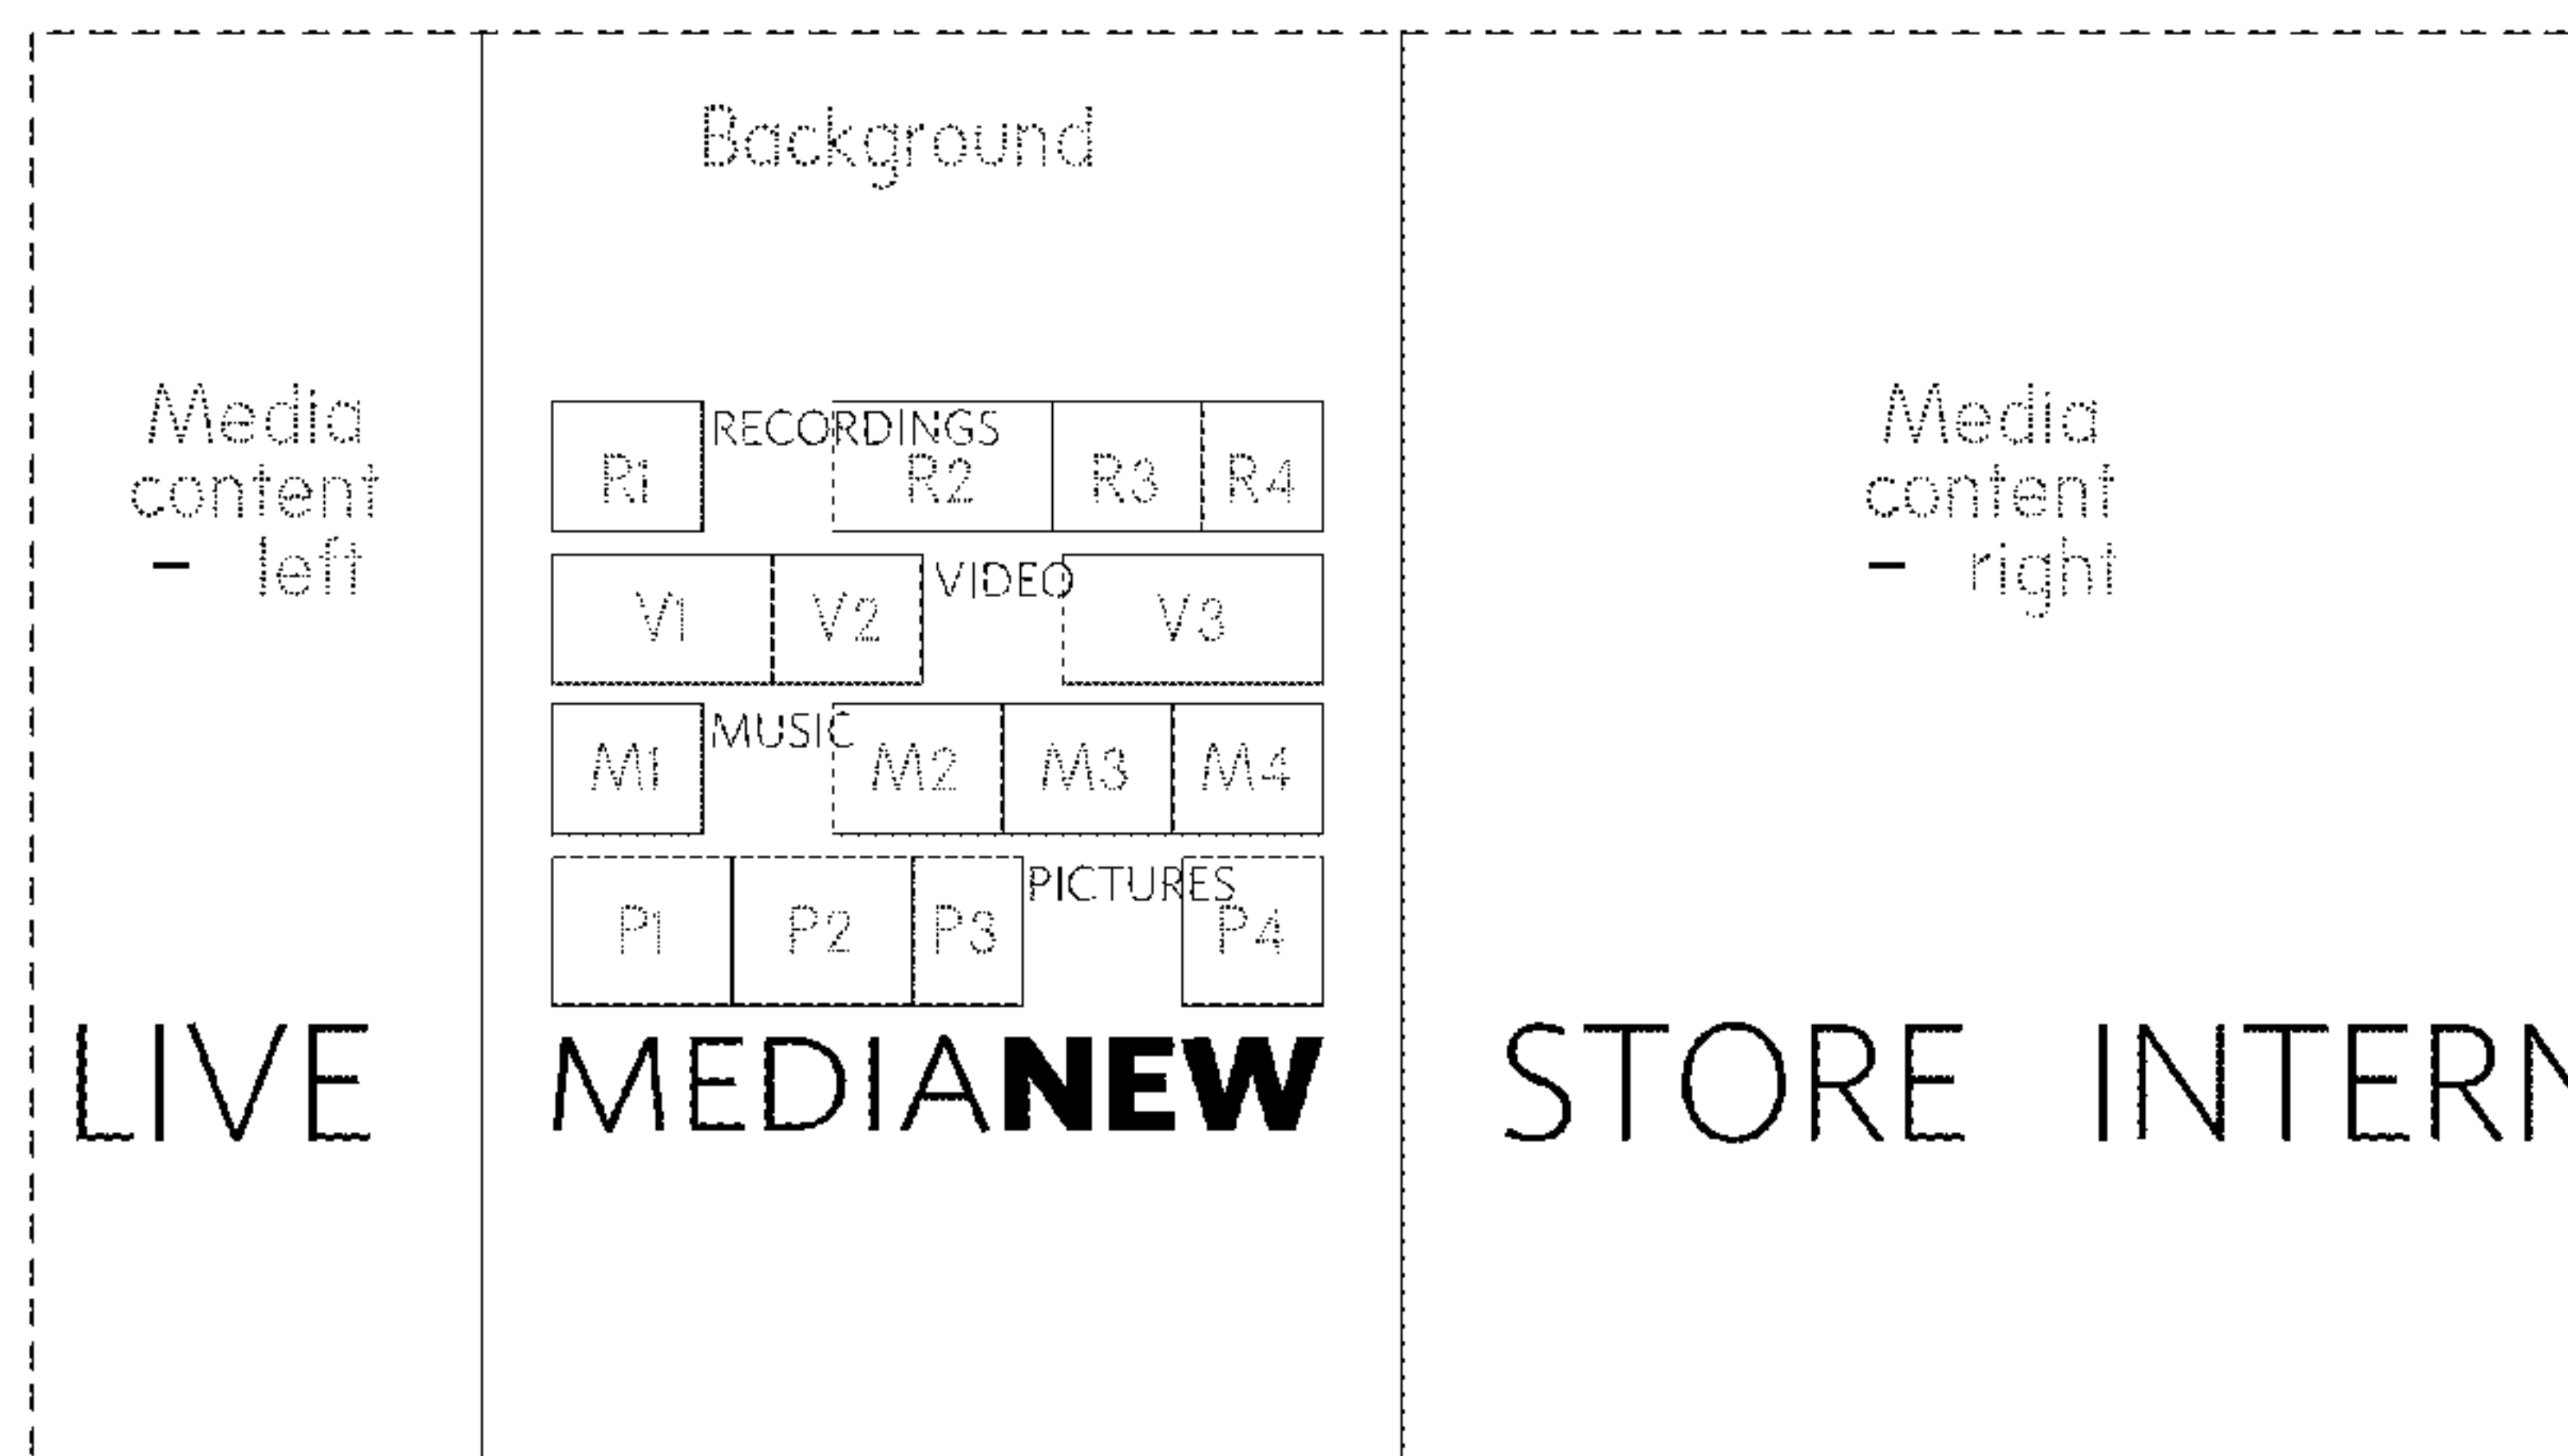 Background
Media
content
- left
Media
content
- right
RECORDINGS
R1 R2 R3 R4
VIDEO
V1 V2 V3
MUSIC
M1 M2 M3 M4
PICTURES
P1 P2 P3 P4
LIVE MEDIANEW STORE INTERN